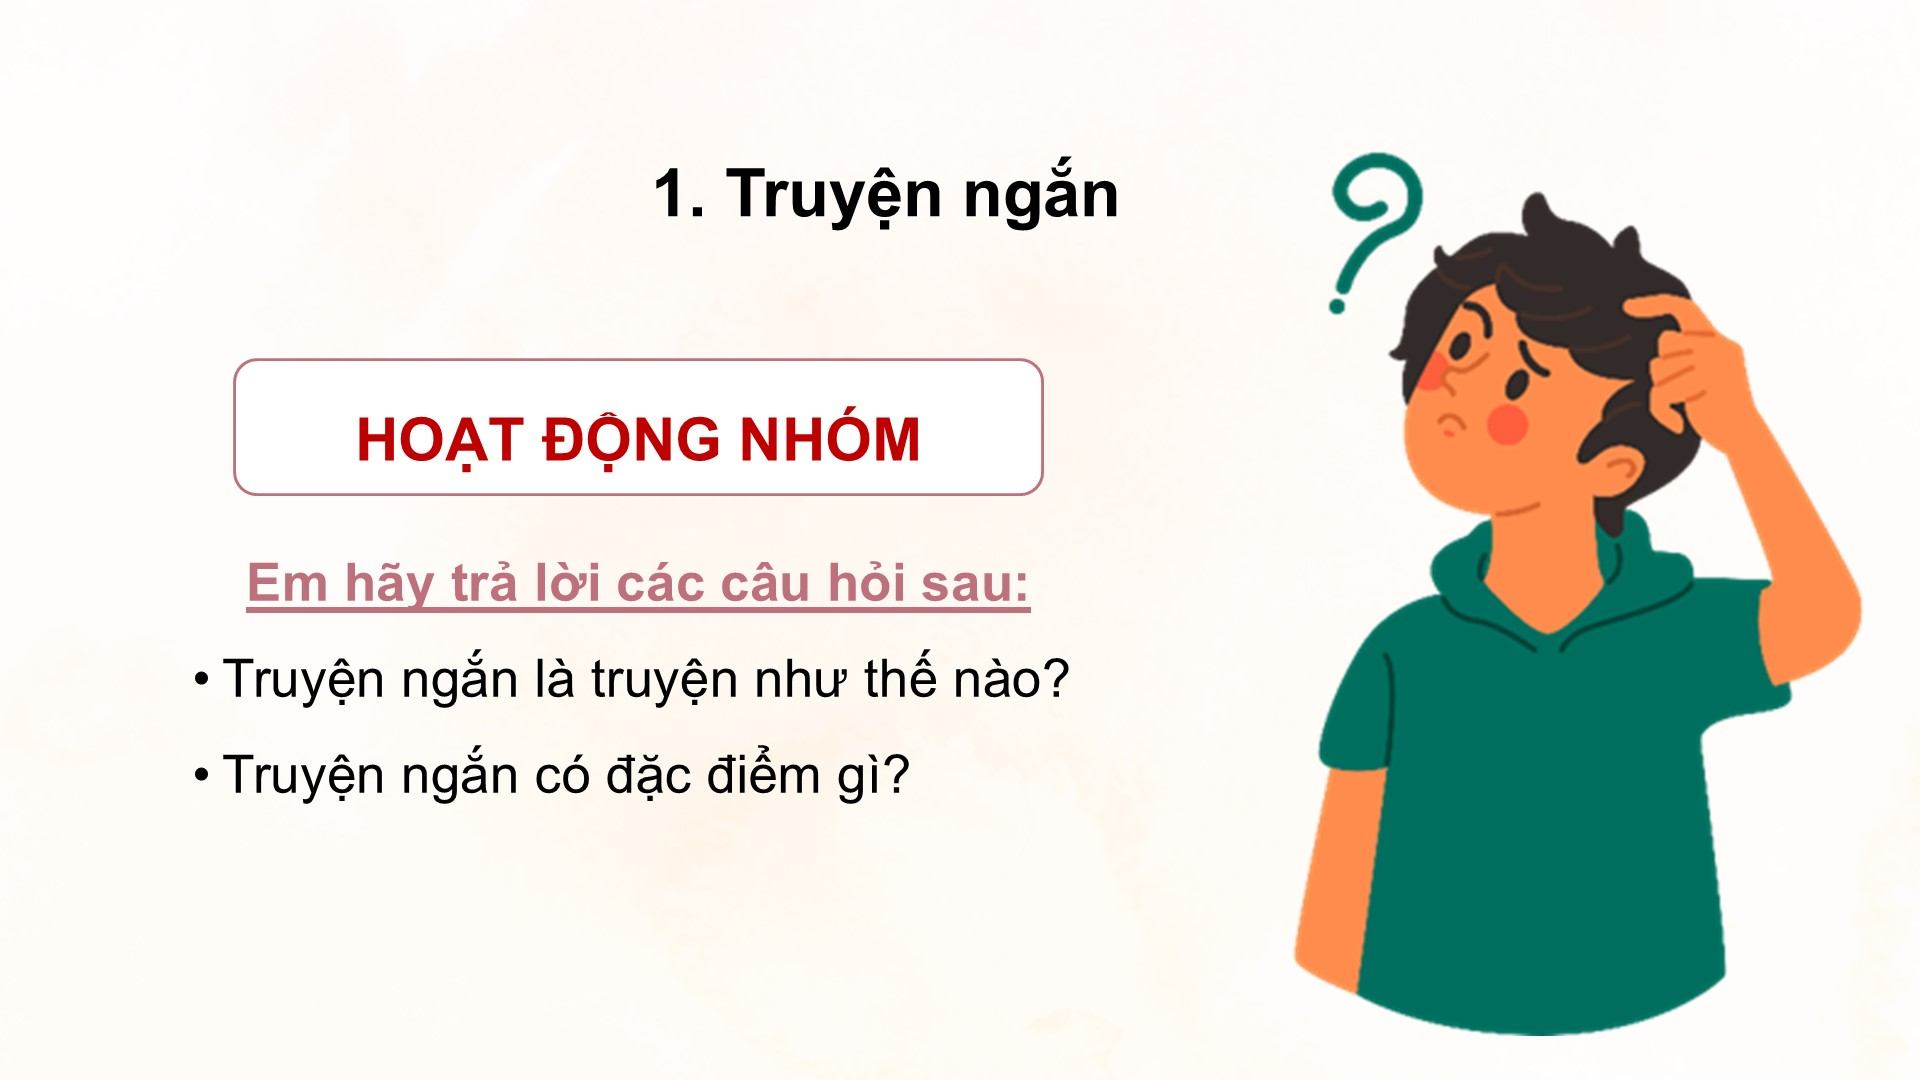 1. Truyện ngắn
HOẠT ĐỘNG NHÓM
Em hãy trả lời các câu hỏi sau:
• Truyện ngắn là truyện như thế nào?
• Truyện ngắn có đặc điểm gì?